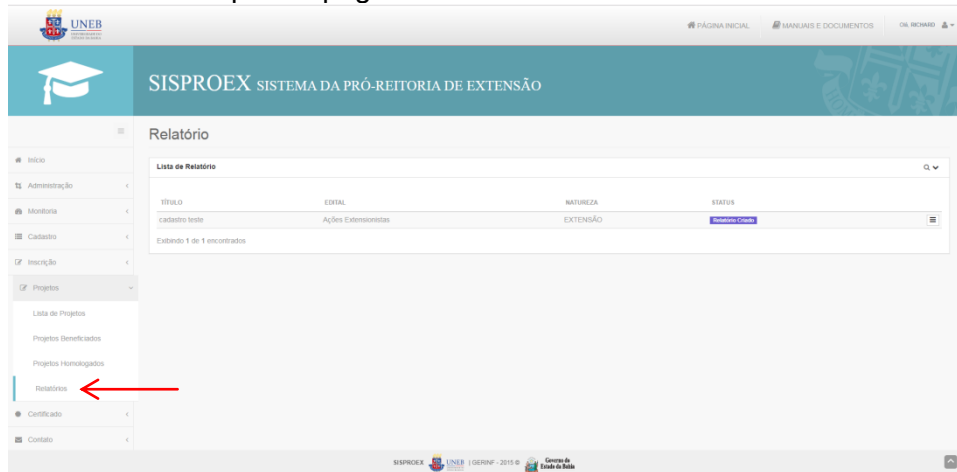 UNEB
PÁGINA INICIAL
MANUAIS E DOCUMENTOS
Olá, RICHARD
SISPROEX SISTEMA DA PRÓ-REITORIA DE EXTENSÃO
Relatório
Início
Administração
Monitoria
Cadastro
Inscrição
Projetos
Lista de Projetos
Projetos Beneficiados
Projetos Homologados
Relatórios
Certificado
Contato
Lista de Relatório
TÍTULO EDITAL NATUREZA STATUS
cadastro teste Ações Extensionistas EXTENSÃO Relatório Criado
Exibindo 1 de 1 encontrados
SISPROEX UNEB | GERINF - 2015 © Governo do Estado da Bahia